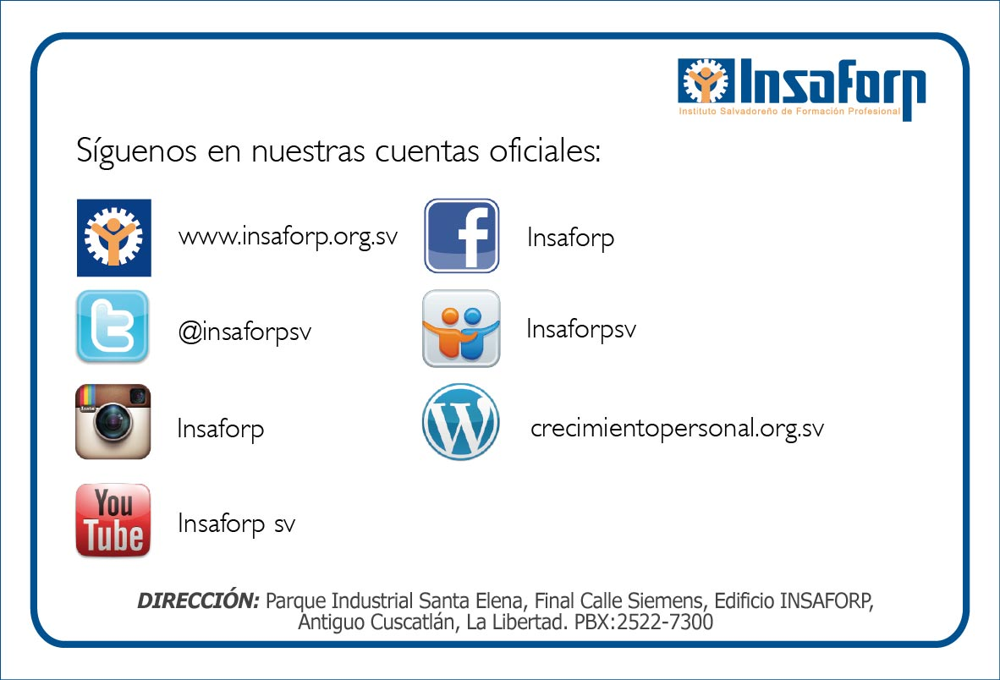 Insaforp
Instituto Salvadoreño de Formación Profesional
Síguenos en nuestras cuentas oficiales:
www.insaforp.org.sv
Insaforp
@insaforpsv
Insaforpsv
Insta
Insaforp
crecimientopersonal.org.sv
You
Tube
Insaforp sv
DIRECCIÓN: Parque Industrial Santa Elena, Final Calle Siemens, Edificio INSAFORP,
Antiguo Cuscatlán, La Libertad. PBX:2522-7300